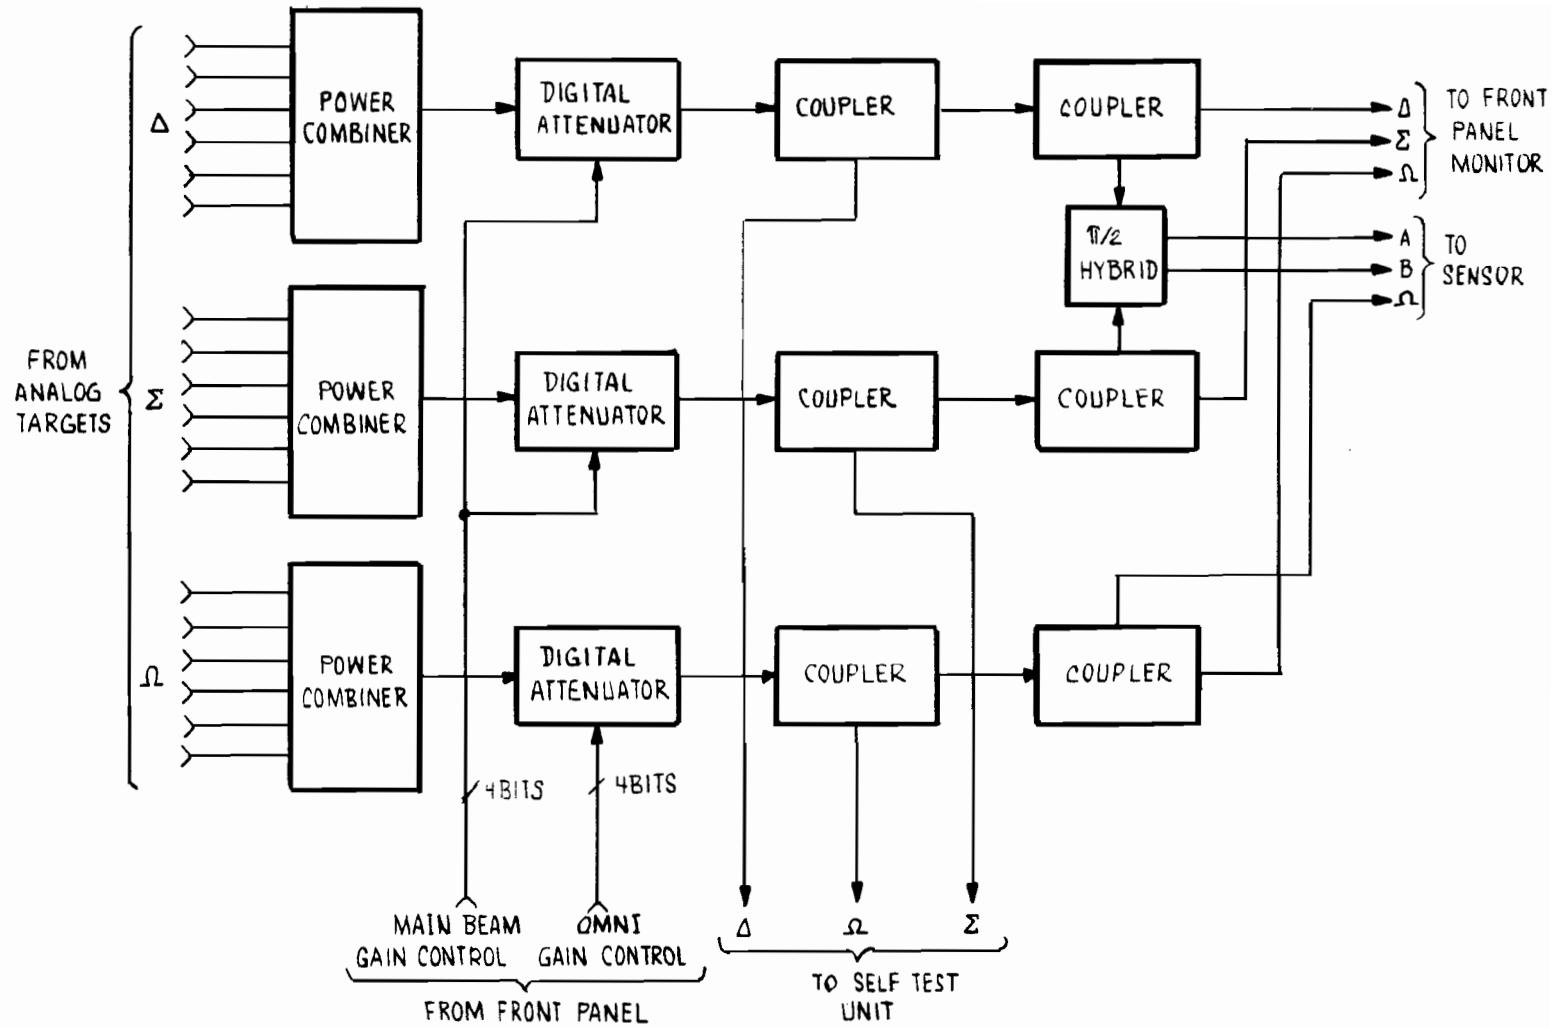 Δ
POWER
COMBINER
DIGITAL
ATTENUATOR
COUPLER
COUPLER
Δ
Σ
Ω
TO FRONT
PANEL
MONITOR
π/2
HYBRID
A
B
Ω
TO
SENSOR
FROM
ANALOG
TARGETS
Σ
POWER
COMBINER
DIGITAL
ATTENUATOR
COUPLER
COUPLER
Ω
POWER
COMBINER
DIGITAL
ATTENUATOR
COUPLER
COUPLER
4BITS
4BITS
MAIN BEAM
GAIN CONTROL
OMNI
GAIN CONTROL
FROM FRONT PANEL
Δ
Ω
Σ
TO SELF TEST
UNIT